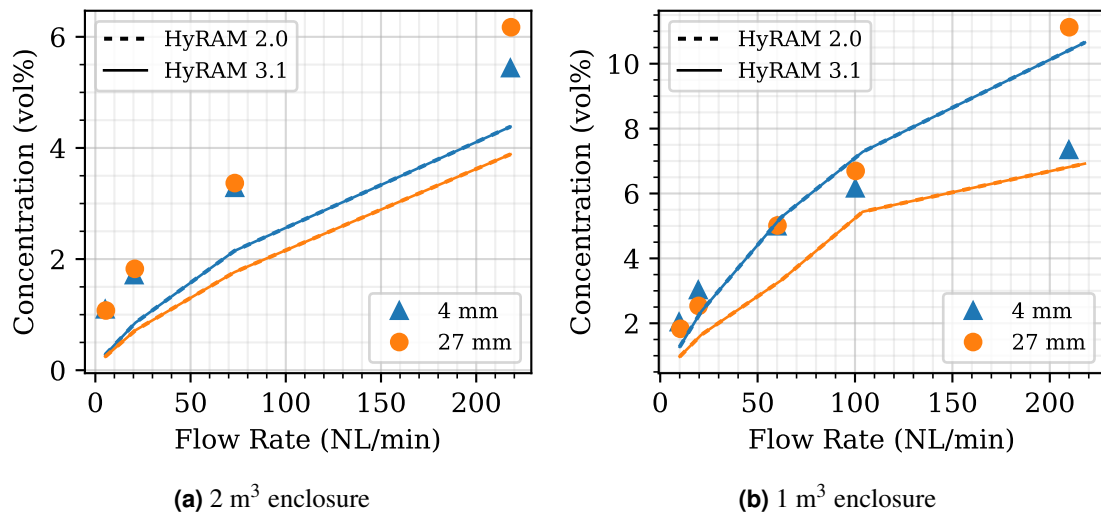 HyRAM 2.0
HyRAM 3.1
4 mm
27 mm
Concentration (vol%)
6
4
2
0
0 50 100 150 200
Flow Rate (NL/min)
(a) 2 m³ enclosure
HyRAM 2.0
HyRAM 3.1
4 mm
27 mm
Concentration (vol%)
10
8
6
4
2
0 50 100 150 200
Flow Rate (NL/min)
(b) 1 m³ enclosure